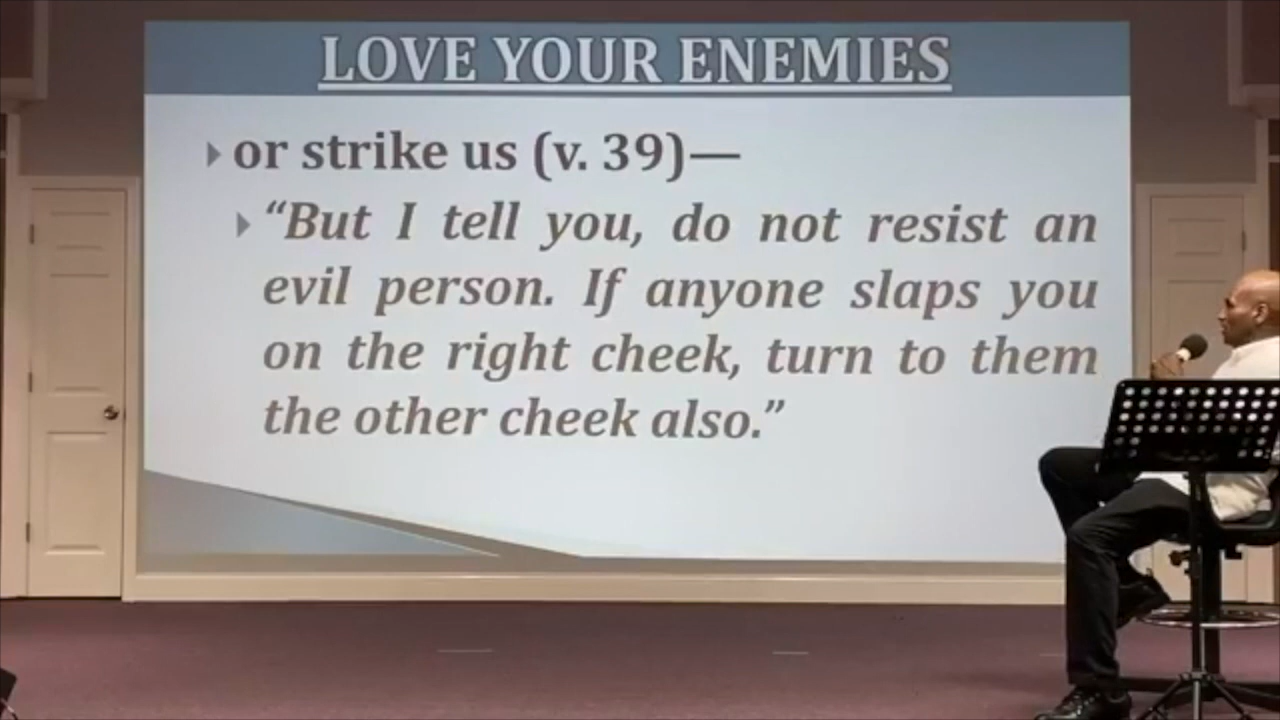 LOVE YOUR ENEMIES
or strike us (v. 39)—
“But I tell you, do not resist an
evil person. If anyone slaps you
on the right cheek, turn to them
the other cheek also.”